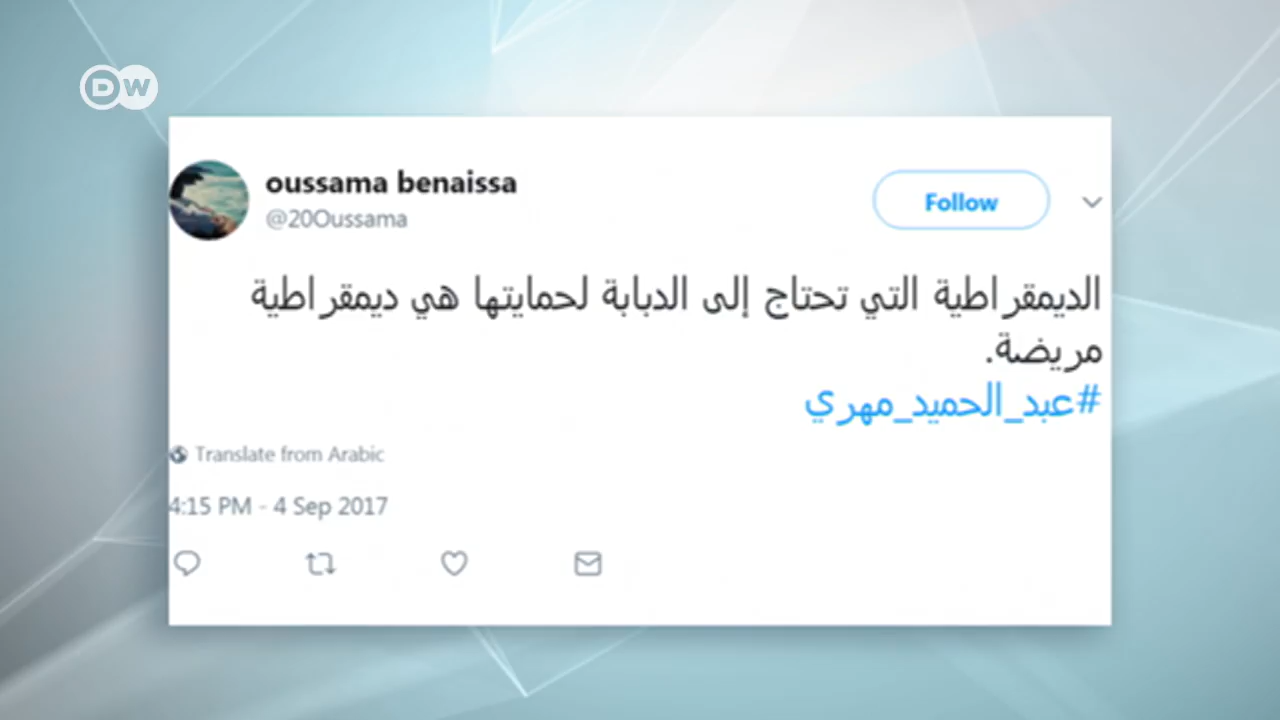 DW
oussama benaissa
@20Oussama
Follow
الديمقراطية التي تحتاج إلى الدبابة لحمايتها هي ديمقراطية
مريضة.
#عبد_الحميد_مهري
Translate from Arabic
4:15 PM - 4 Sep 2017